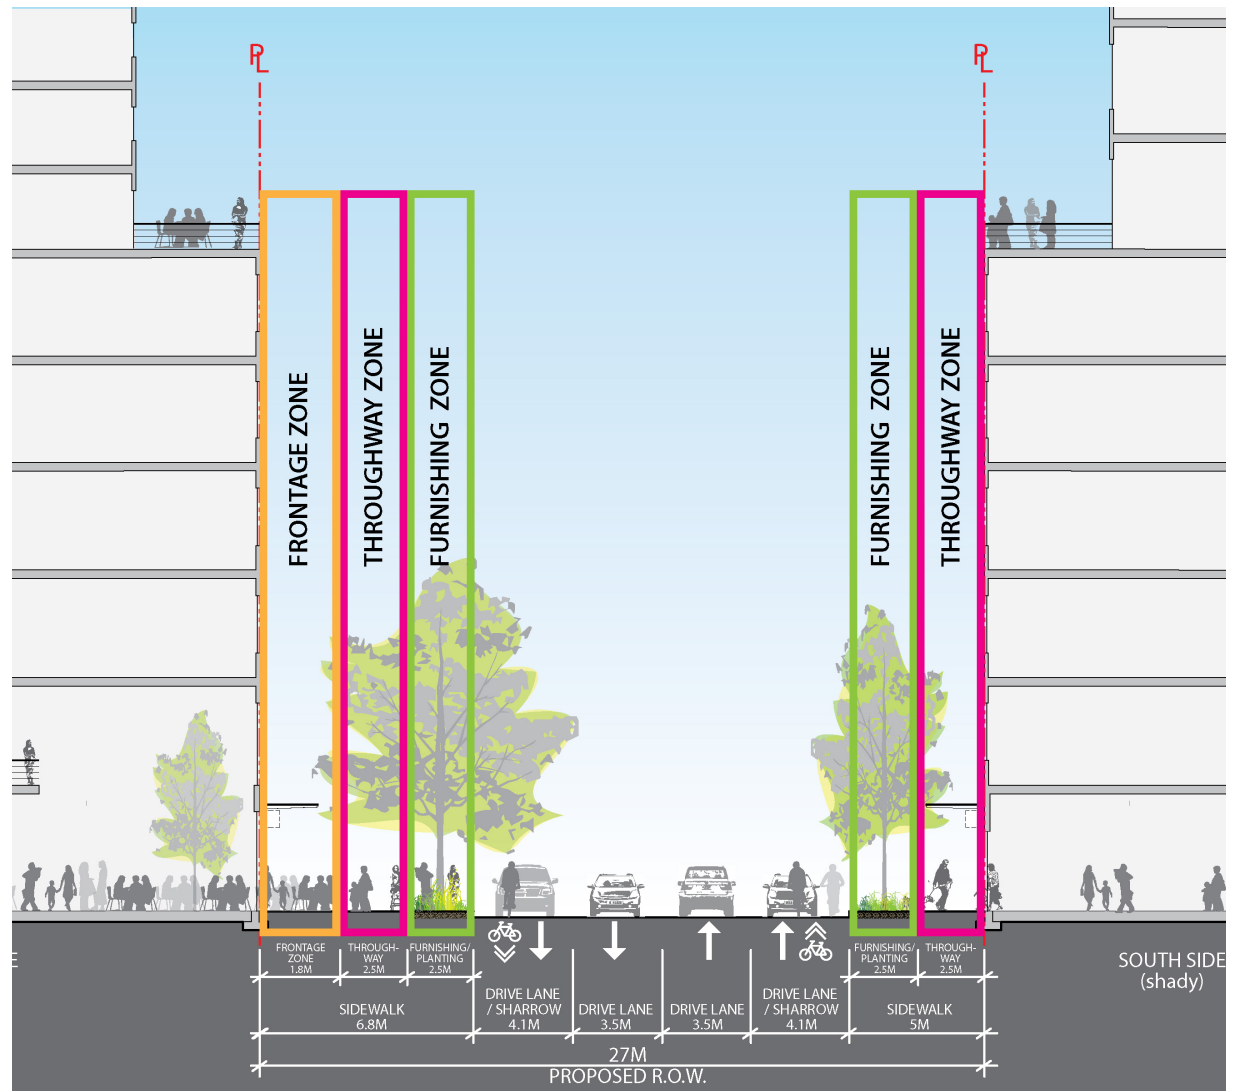 PL
PL
FRONTAGE ZONE
THROUGHWAY ZONE
FURNISHING ZONE
FURNISHING ZONE
THROUGHWAY ZONE
FRONTAGE
ZONE
1.8M
THROUGH-
WAY
2.5M
FURNISHING/
PLANTING
2.5M
FURNISHING/
PLANTING
2.5M
THROUGH-
WAY
2.5M
E
SOUTH SIDE
(shady)
SIDEWALK
6.8M
DRIVE LANE
/ SHARROW
4.1M
DRIVE LANE
3.5M
DRIVE LANE
3.5M
DRIVE LANE
/ SHARROW
4.1M
SIDEWALK
5M
27M
PROPOSED R.O.W.